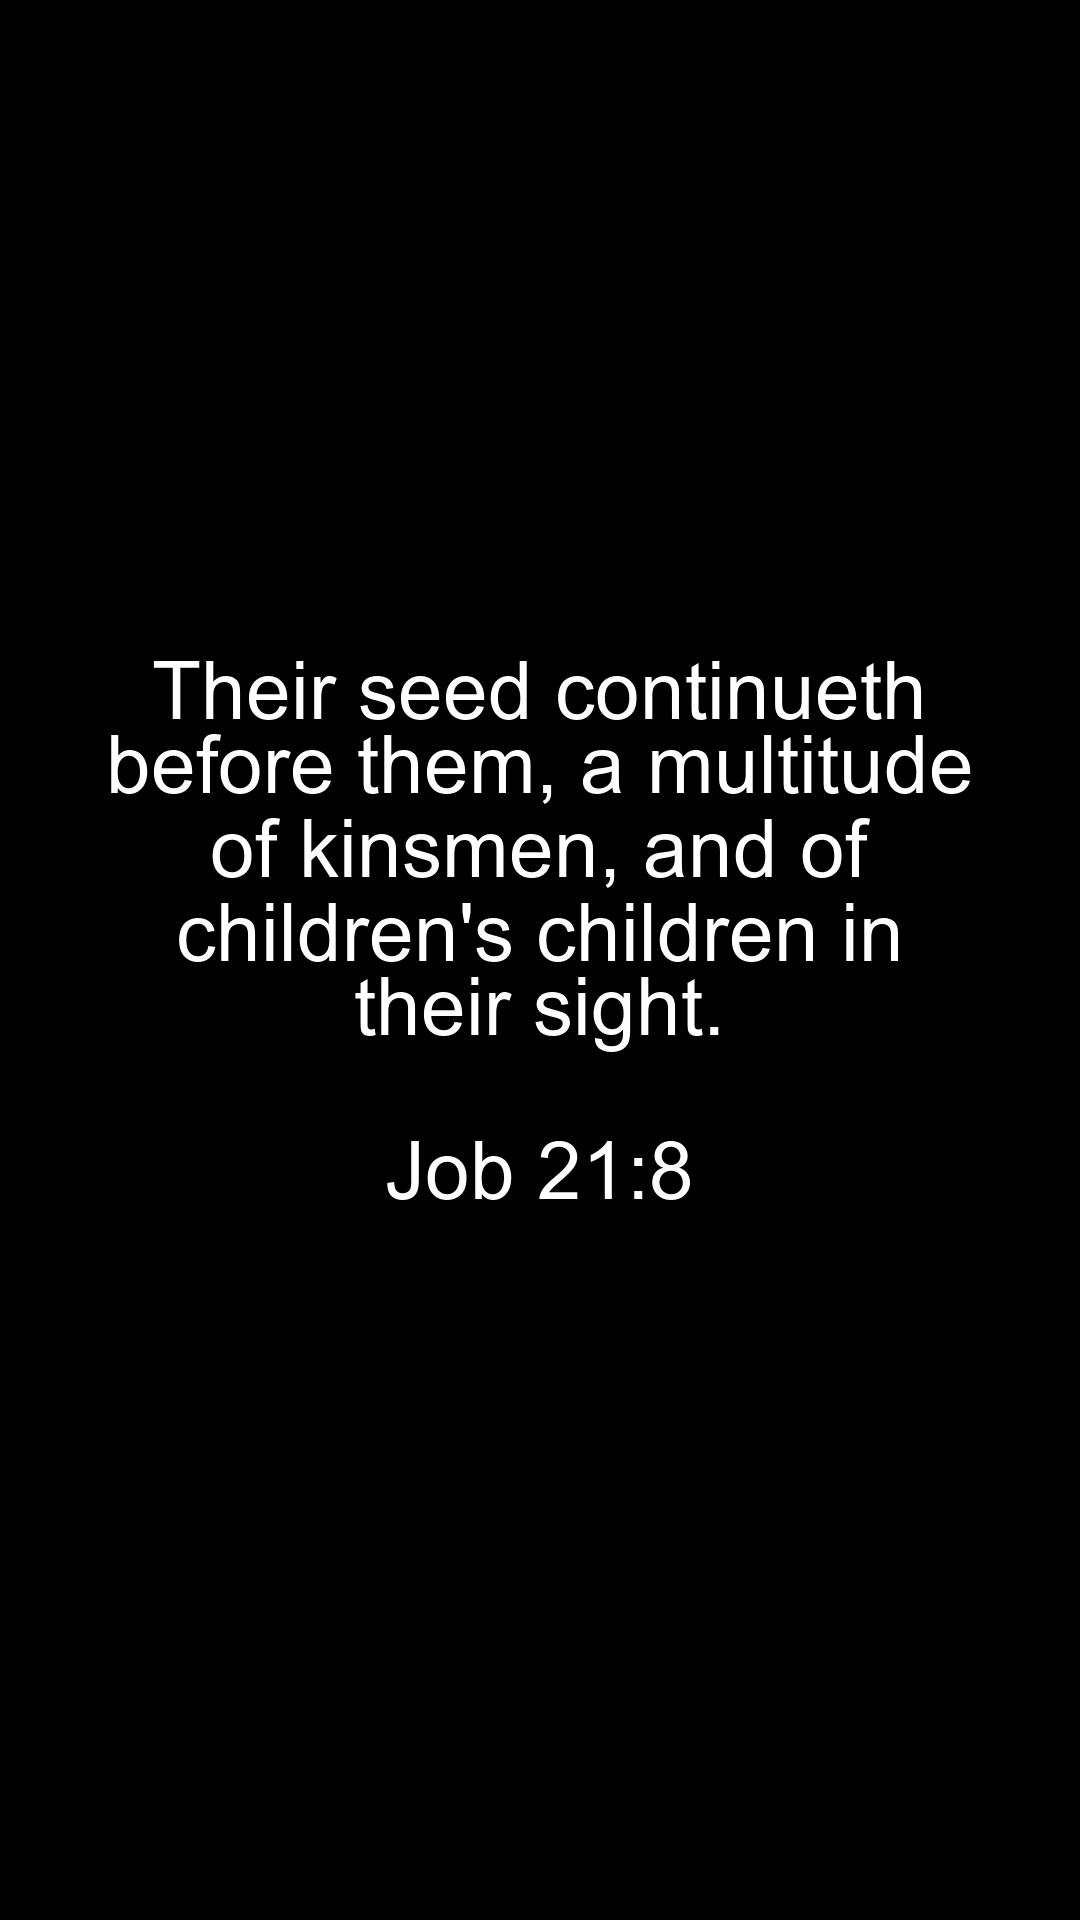 Their seed continueth
before them, a multitude
of kinsmen, and of
children's children in
their sight.
Job 21:8